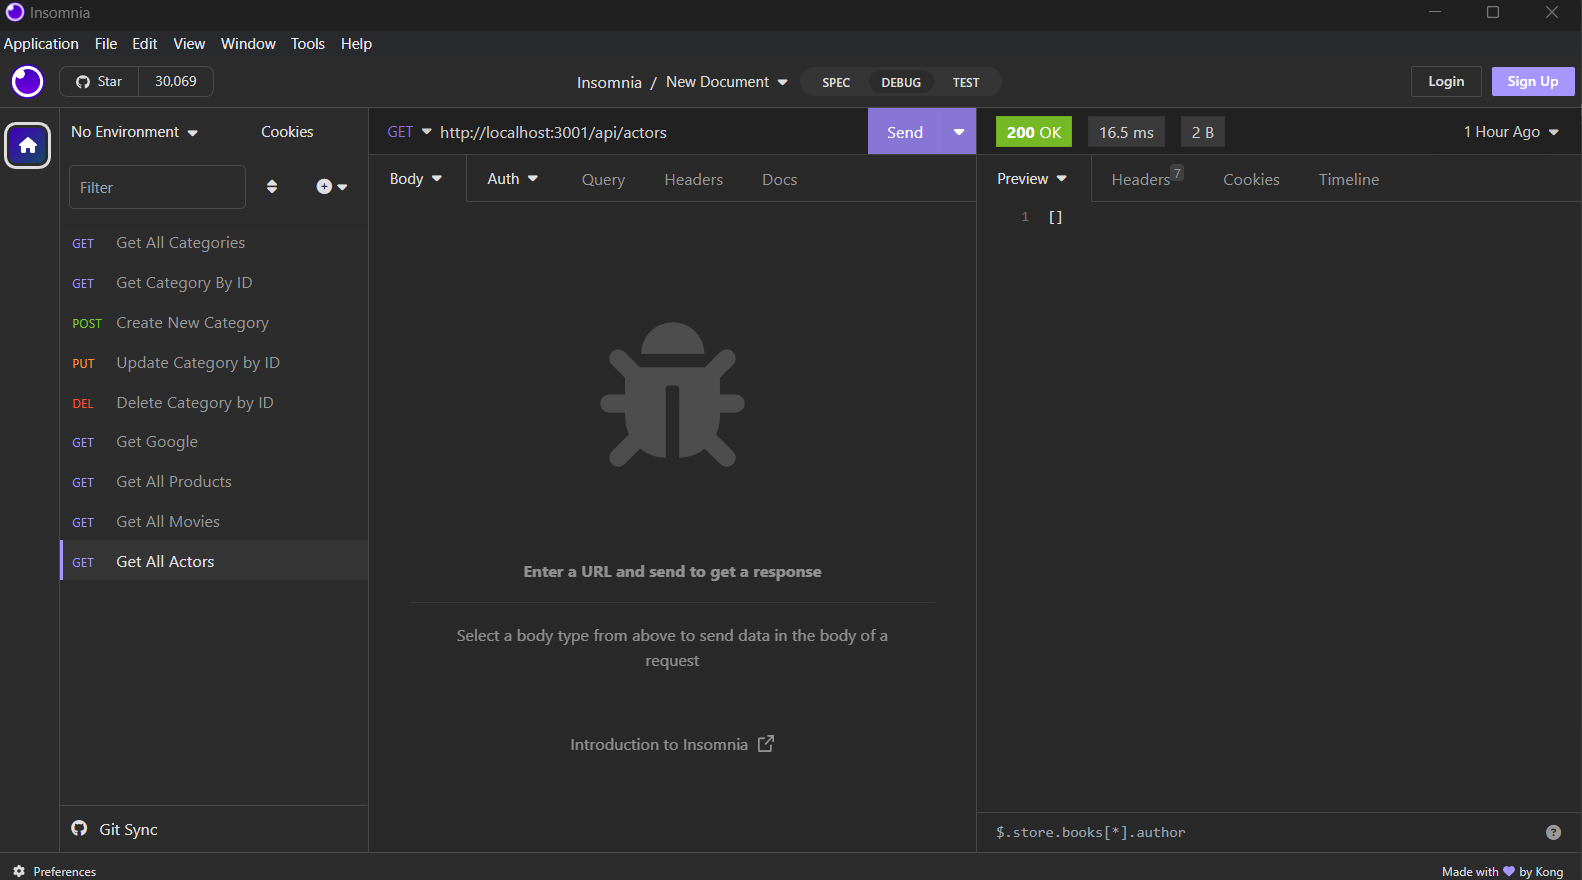 Insomnia
Application File Edit View Window Tools Help
Star 30,069
Insomnia / New Document
SPEC DEBUG TEST
Login Sign Up
No Environment Cookies
Filter
GET Get All Categories
GET Get Category By ID
POST Create New Category
PUT Update Category by ID
DEL Delete Category by ID
GET Get Google
GET Get All Products
GET Get All Movies
GET Get All Actors
Git Sync
GET http://localhost:3001/api/actors Send
Body Auth Query Headers Docs
Enter a URL and send to get a response
Select a body type from above to send data in the body of a
request
Introduction to Insomnia
200 OK 16.5 ms 2 B 1 Hour Ago
Preview Headers 7 Cookies Timeline
1 []
$.store.books[*].author ?
Preferences
Made with 💜 by Kong